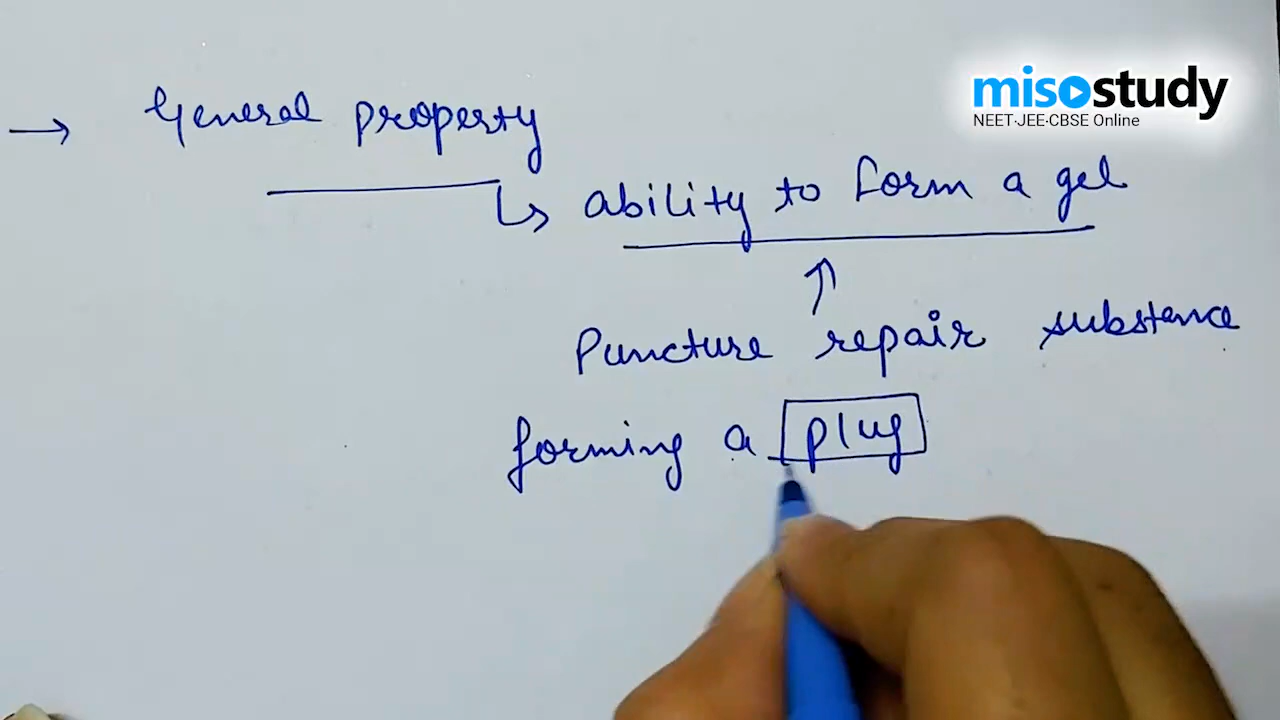 misostudy
NEET-JEE-CBSE Online
→ General property
↳ ability to form a gel
↑
Puncture repair substance
forming a plug